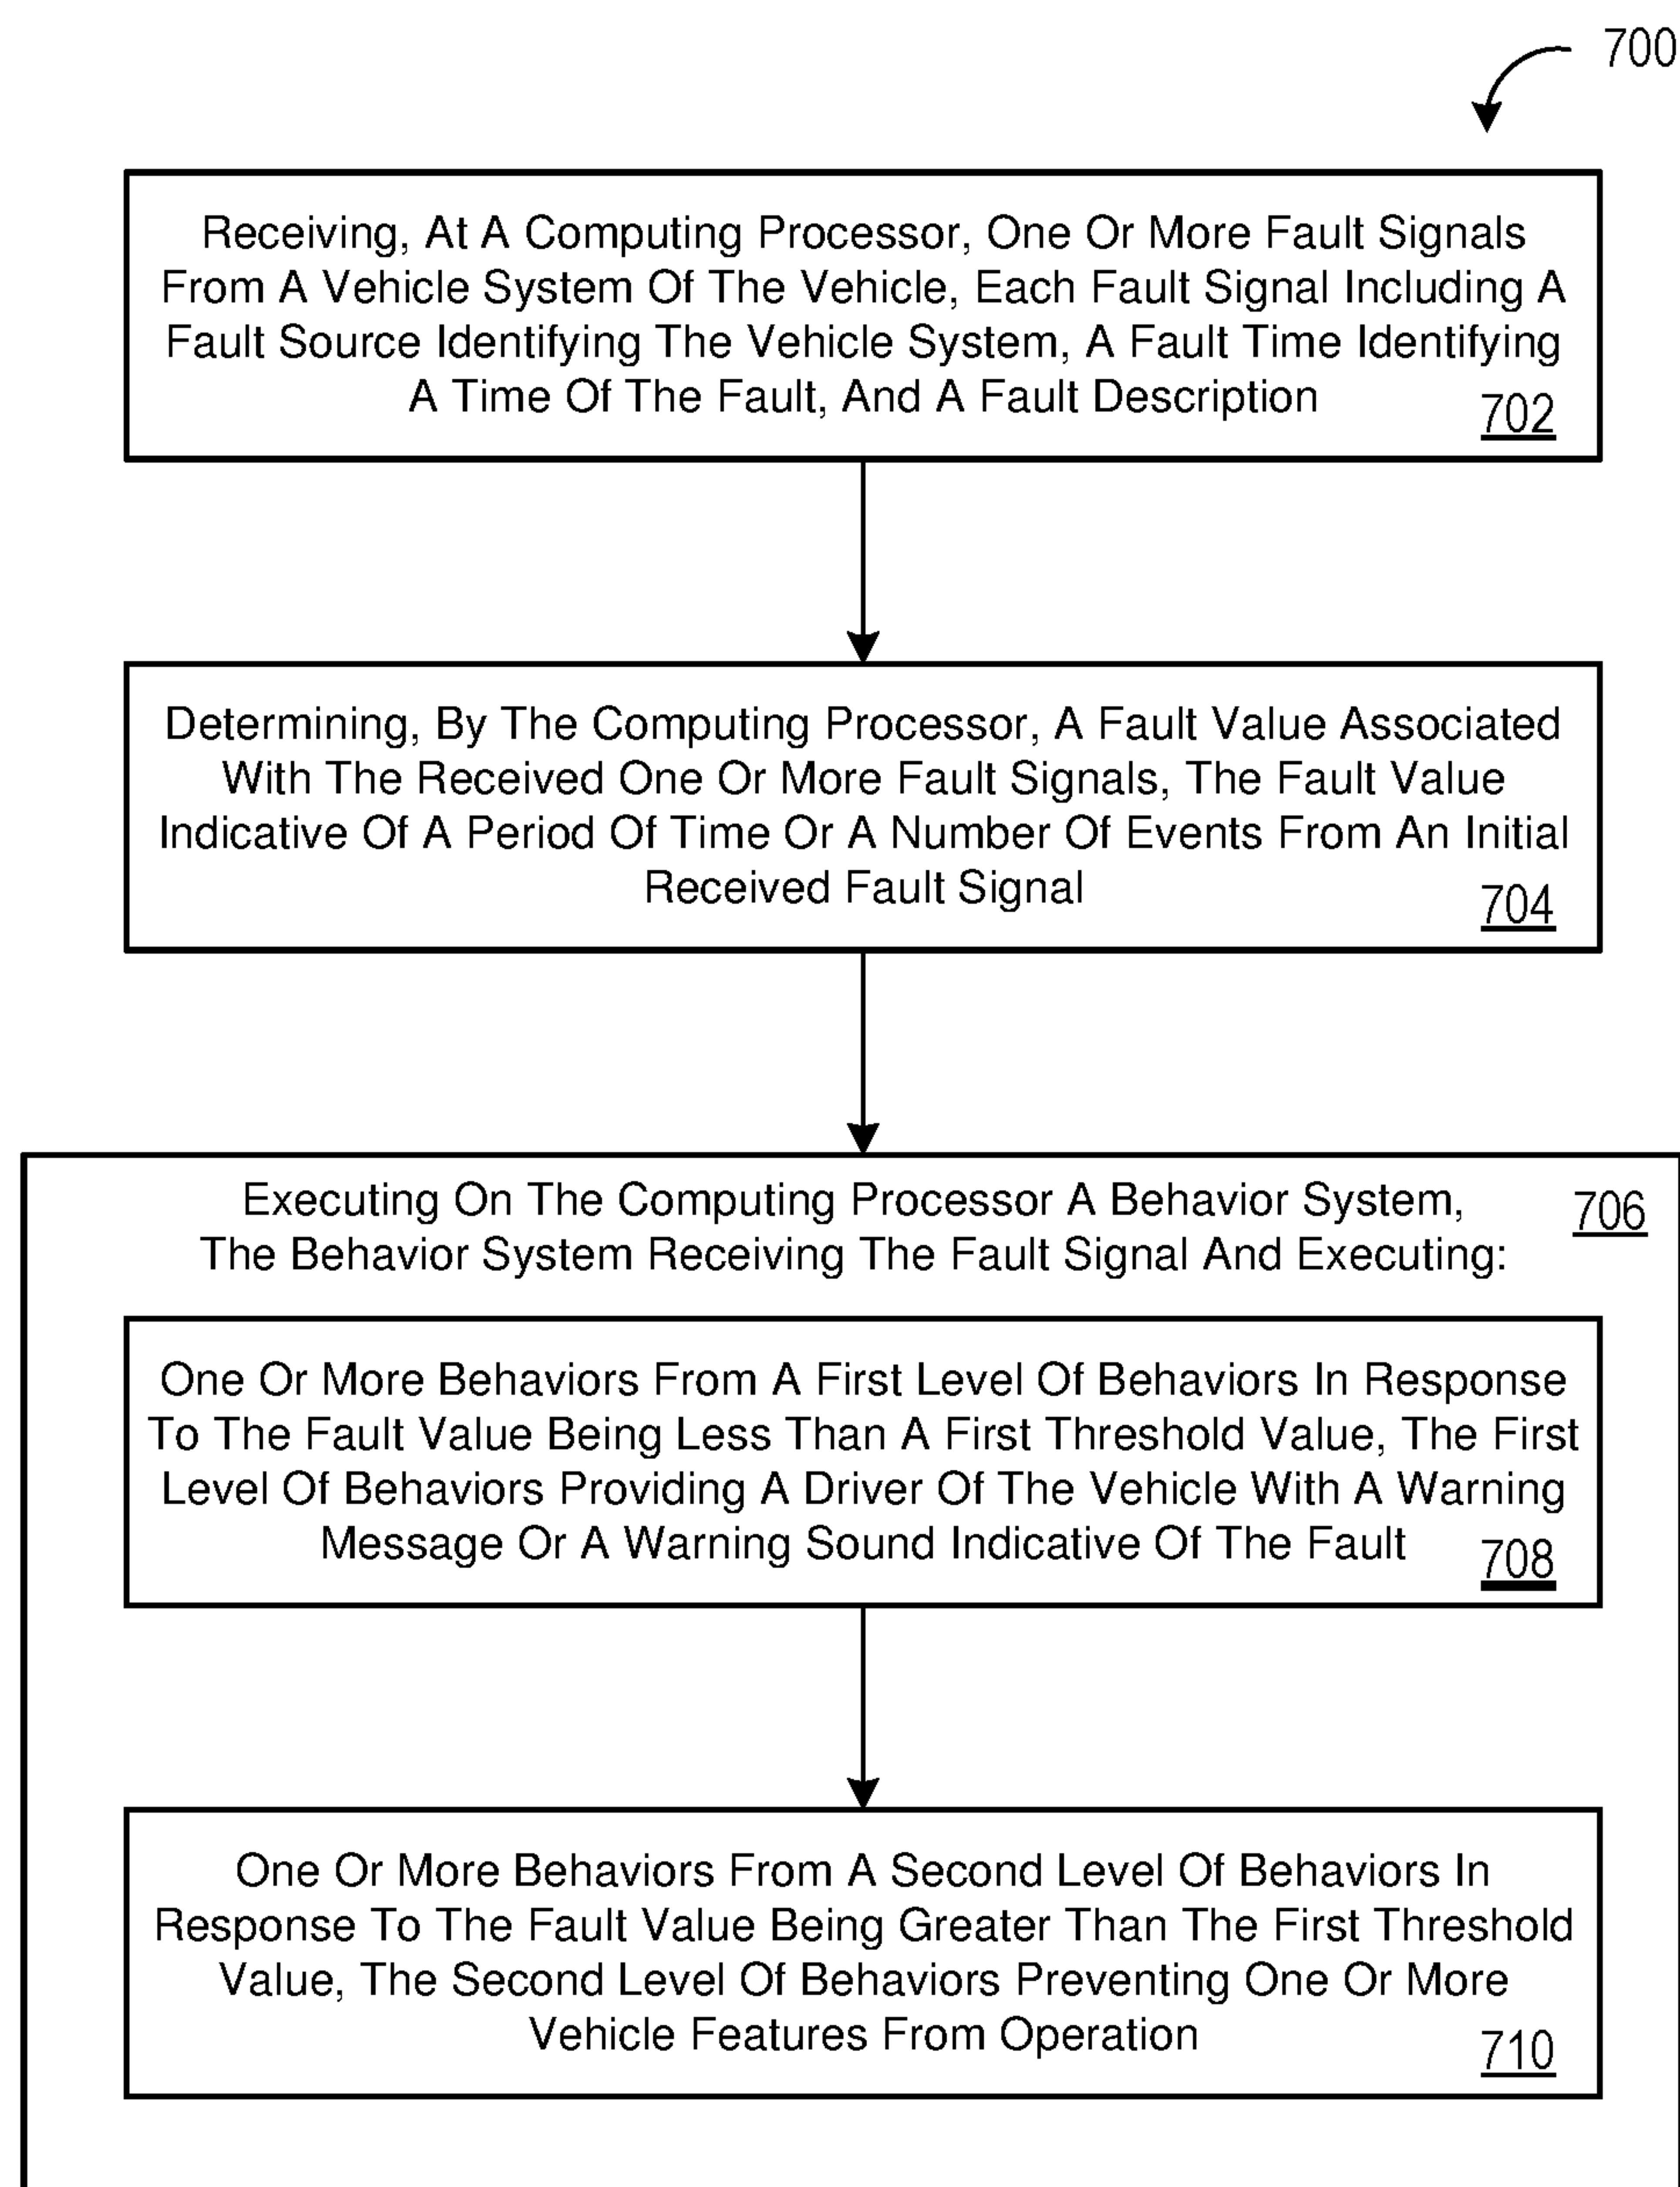 700
Receiving, At A Computing Processor, One Or More Fault Signals
From A Vehicle System Of The Vehicle, Each Fault Signal Including A
Fault Source Identifying The Vehicle System, A Fault Time Identifying
A Time Of The Fault, And A Fault Description
702
Determining, By The Computing Processor, A Fault Value Associated
With The Received One Or More Fault Signals, The Fault Value
Indicative Of A Period Of Time Or A Number Of Events From An Initial
Received Fault Signal
704
Executing On The Computing Processor A Behavior System,
The Behavior System Receiving The Fault Signal And Executing:
706
One Or More Behaviors From A First Level Of Behaviors In Response
To The Fault Value Being Less Than A First Threshold Value, The First
Level Of Behaviors Providing A Driver Of The Vehicle With A Warning
Message Or A Warning Sound Indicative Of The Fault
708
One Or More Behaviors From A Second Level Of Behaviors In
Response To The Fault Value Being Greater Than The First Threshold
Value, The Second Level Of Behaviors Preventing One Or More
Vehicle Features From Operation
710